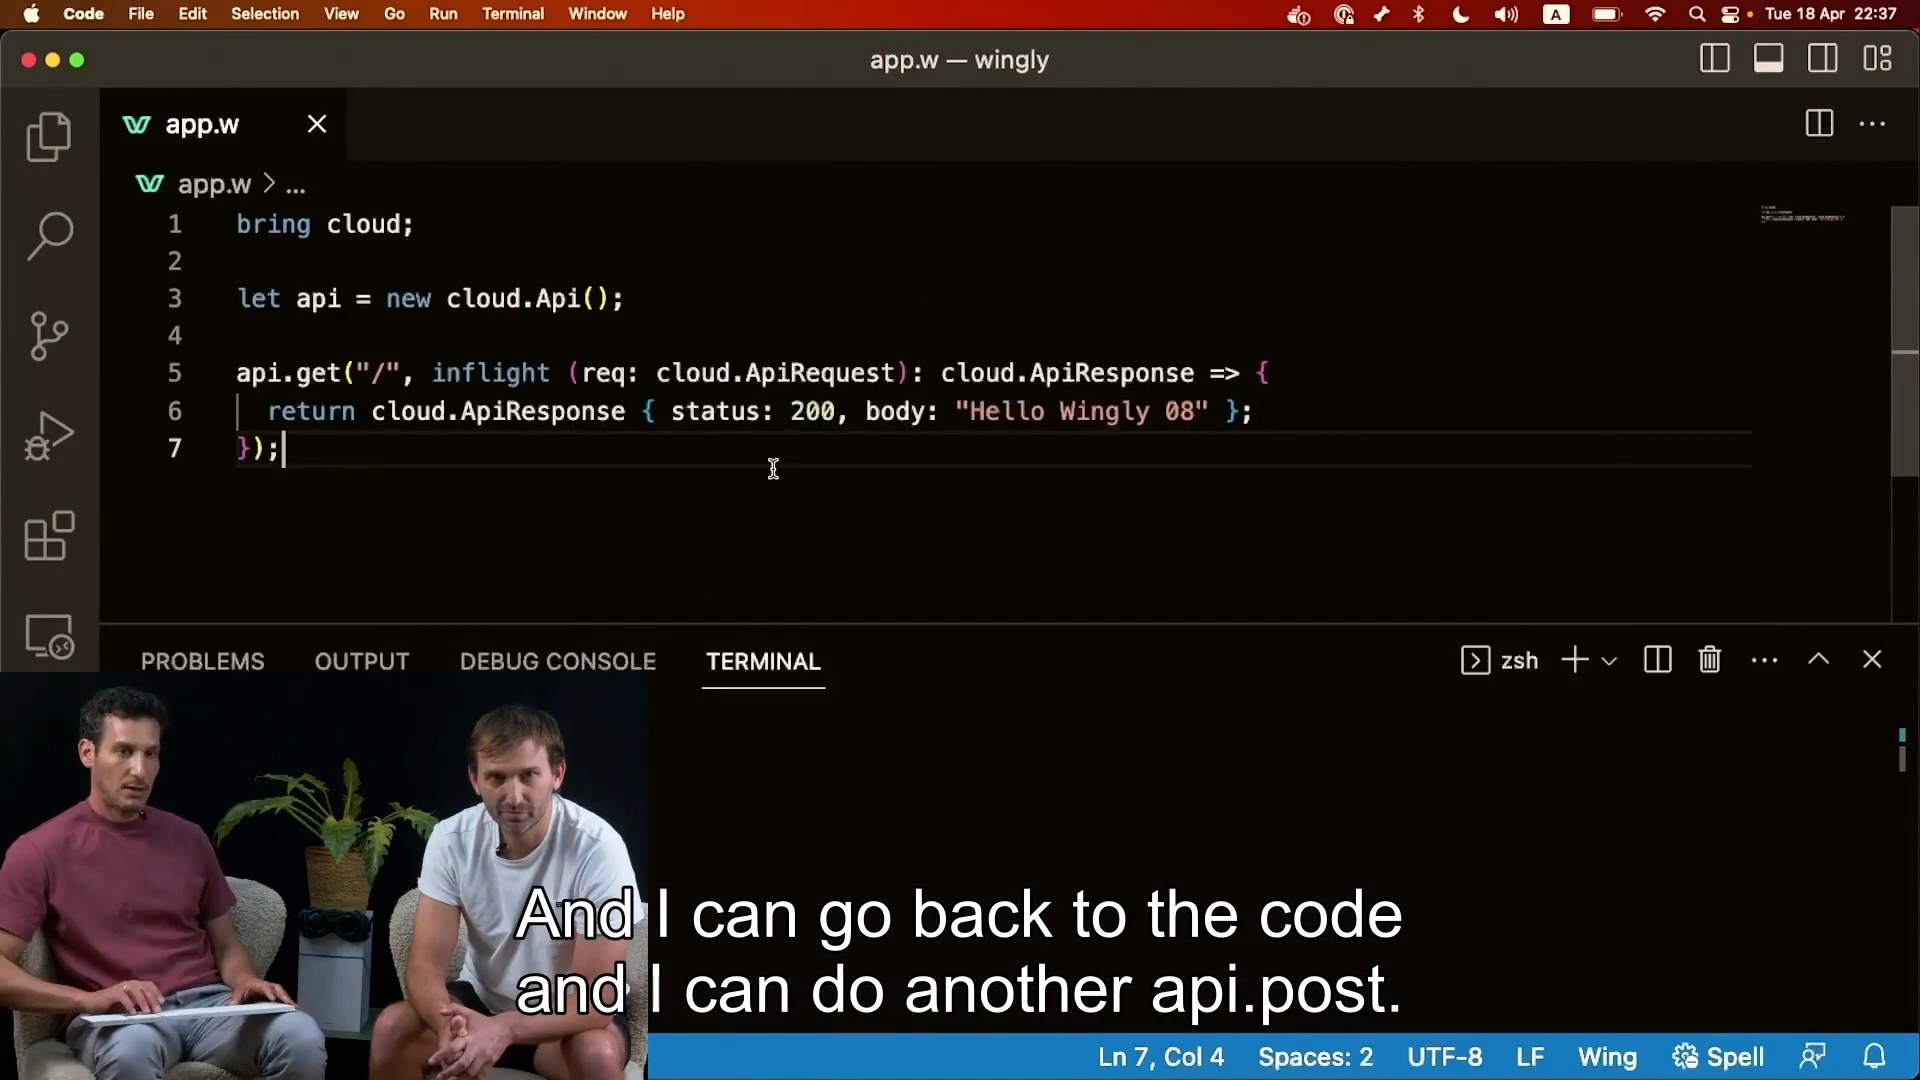 Code File Edit Selection View Go Run Terminal Window Help A Tue 18 Apr 22:37
app.w — wingly
app.w
app.w > ...
1 bring cloud;
2
3 let api = new cloud.Api();
4
5 api.get("/", inflight (req: cloud.ApiRequest): cloud.ApiResponse => {
6 return cloud.ApiResponse { status: 200, body: "Hello Wingly 08" };
7 });
PROBLEMS OUTPUT DEBUG CONSOLE TERMINAL zsh
And I can go back to the code
and I can do another api.post.
Ln 7, Col 4 Spaces: 2 UTF-8 LF Wing Spell